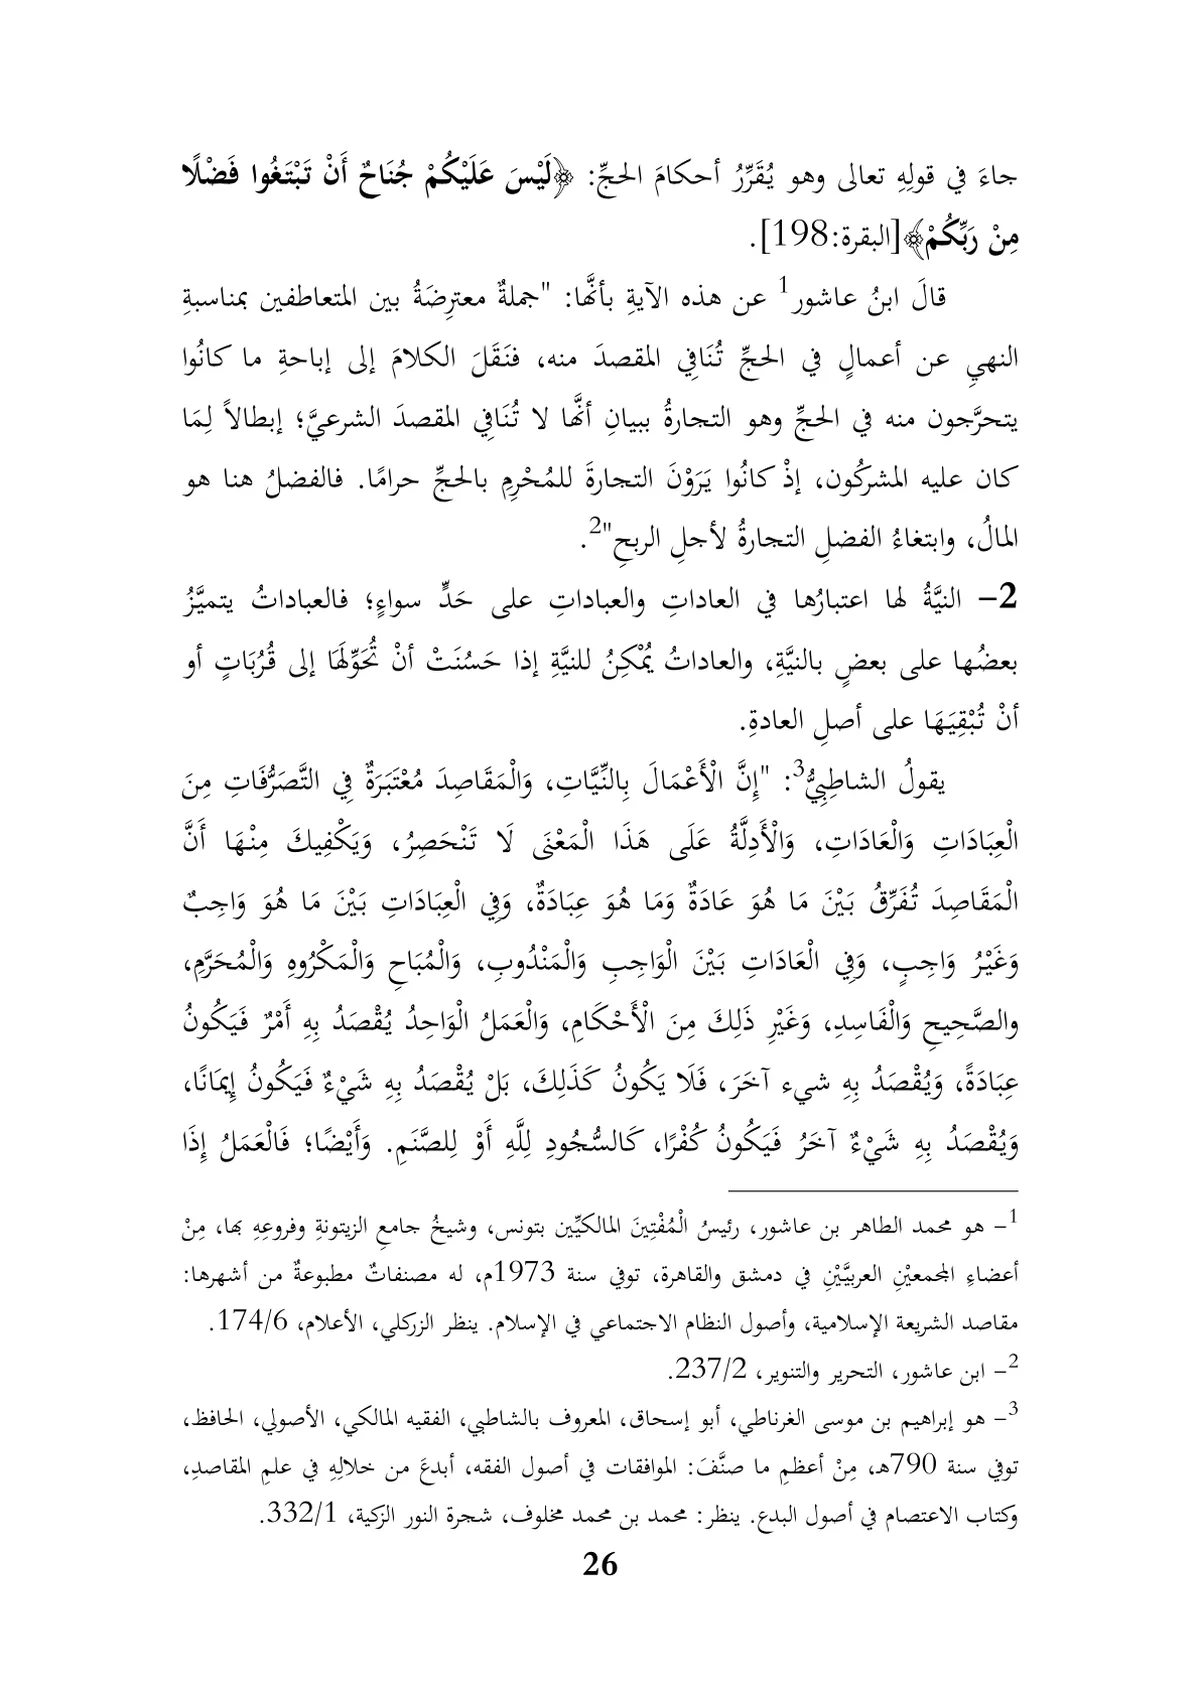 جاءَ في قولِهِ تعالى وهو يُقَرِّرُ أحكامَ الحجِّ: ﴿لَيْسَ عَلَيْكُمْ جُنَاحٌ أَنْ تَبْتَغُوا فَضْلًا
مِنْ رَبِّكُمْ﴾[البقرة:198].
قالَ ابنُ عاشور1 عن هذه الآيةِ بأنَّها: "جملةٌ معترِضَةُ بين المتعاطفين بمناسبةِ
النهيِ عن أعمالٍ في الحجِّ تُنَافِي المقصدَ منه، فنَقَلَ الكلامَ إلى إباحةِ ما كانُوا
يتحرَّجون منه في الحجِّ وهو التجارةُ ببيانِ أنَّها لا تُنَافِي المقصدَ الشرعيَّ؛ إبطالاً لِمَا
كان عليه المشركُون، إذْ كانُوا يَرَوْنَ التجارةَ للمُحْرِمِ بالحجِّ حرامًا. فالفضلُ هنا هو
المالُ، وابتغاءُ الفضلِ التجارةُ لأجلِ الربحِ"2.
2- النيَّةُ لها اعتبارُها في العاداتِ والعباداتِ على حَدٍّ سواءٍ؛ فالعباداتُ يتميَّزُ
بعضُها على بعضٍ بالنيَّةِ، والعاداتُ يُمْكِنُ للنيَّةِ إذا حَسُنَتْ أنْ تُحَوِّلَهَا إلى قُرُبَاتٍ أو
أنْ تُبْقِيَهَا على أصلِ العادةِ.
يقولُ الشاطِبِيُّ3: "إِنَّ الْأَعْمَالَ بِالنِّيَّاتِ، وَالْمَقَاصِدَ مُعْتَبَرَةٌ فِي التَّصَرُّفَاتِ مِنَ
الْعِبَادَاتِ وَالْعَادَاتِ، وَالْأَدِلَّةُ عَلَى هَذَا الْمَعْنَى لَا تَنْحَصِرُ، وَيَكْفِيكَ مِنْهَا أَنَّ
الْمَقَاصِدَ تُفَرِّقُ بَيْنَ مَا هُوَ عَادَةٌ وَمَا هُوَ عِبَادَةٌ، وَفِي الْعِبَادَاتِ بَيْنَ مَا هُوَ وَاجِبٌ
وَغَيْرُ وَاجِبٍ، وَفِي الْعَادَاتِ بَيْنَ الْوَاجِبِ وَالْمَنْدُوبِ، وَالْمُبَاحِ وَالْمَكْرُوهِ وَالْمُحَرَّمِ،
والصَّحِيحِ وَالْفَاسِدِ، وَغَيْرِ ذَلِكَ مِنَ الْأَحْكَامِ، وَالْعَمَلُ الْوَاحِدُ يُقْصَدُ بِهِ أَمْرٌ فَيَكُونُ
عِبَادَةً، وَيُقْصَدُ بِهِ شيء آخَرَ، فَلَا يَكُونُ كَذَلِكَ، بَلْ يُقْصَدُ بِهِ شَيْءٌ فَيَكُونُ إِيمَانًا،
وَيُقْصَدُ بِهِ شَيْءٌ آخَرُ فَيَكُونُ كُفْرًا، كَالسُّجُودِ لِلَّهِ أَوْ لِلصَّنَمِ. وَأَيْضًا؛ فَالْعَمَلُ إِذَا
1- هو محمد الطاهر بن عاشور، رئيسُ الْمُفْتِينَ المالكيِّين بتونس، وشيخُ جامعِ الزيتونةِ وفروعِهِ بها، مِنْ
أعضاءِ المجمعيْنِ العربيَّيْنِ في دمشق والقاهرة، توفي سنة 1973م، له مصنفاتٌ مطبوعةٌ من أشهرها:
مقاصد الشريعة الإسلامية، وأصول النظام الاجتماعي في الإسلام. ينظر الزركلي، الأعلام، 174/6.
2- ابن عاشور، التحرير والتنوير، 237/2.
3- هو إبراهيم بن موسى الغرناطي، أبو إسحاق، المعروف بالشاطبي، الفقيه المالكي، الأصولي، الحافظ،
توفي سنة 790هـ، مِنْ أعظمِ ما صنَّفَ: الموافقات في أصول الفقه، أبدعَ من خلالِهِ في علمِ المقاصدِ،
وكتاب الاعتصام في أصول البدع. ينظر: محمد بن محمد مخلوف، شجرة النور الزكية، 332/1.
26